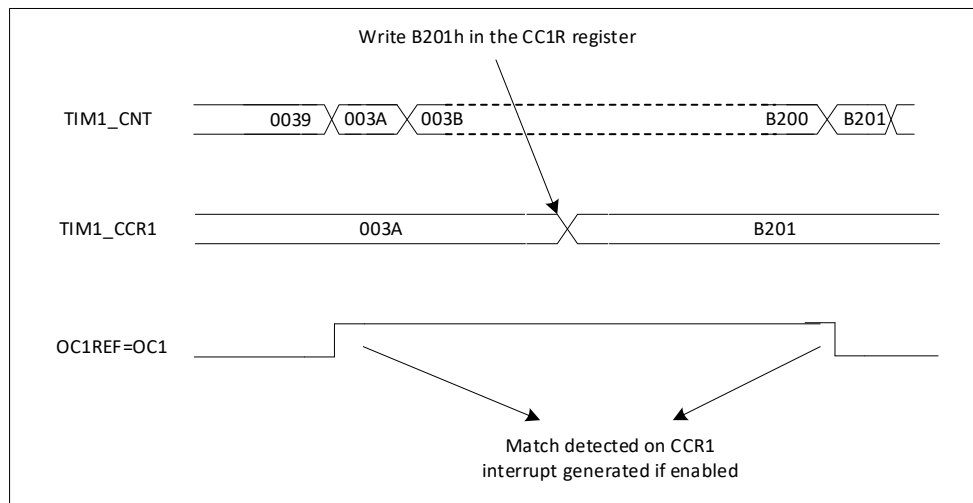 Write B201h in the CC1R register
TIM1_CNT 0039 003A 003B B200 B201
TIM1_CCR1 003A B201
OC1REF=OC1
Match detected on CCR1
interrupt generated if enabled